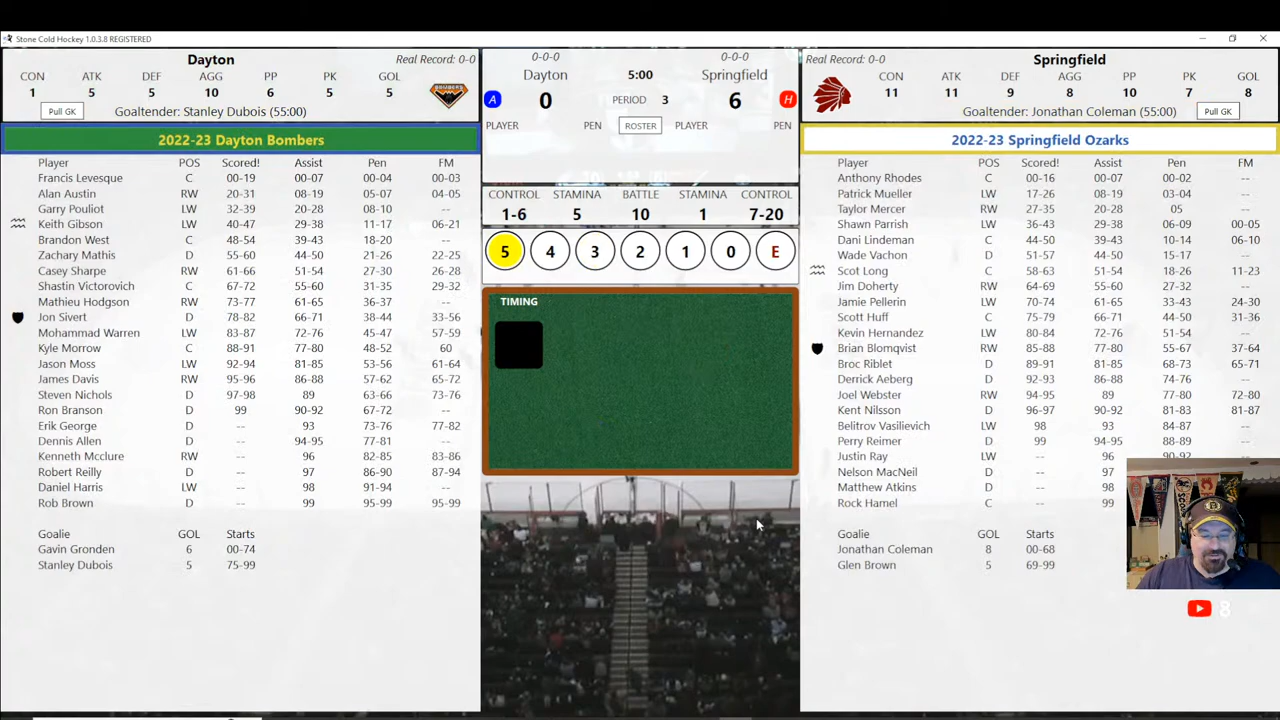 Stone Cold Hockey 1.0.3.8 REGISTERED
Dayton Real Record: 0-0
CON ATK DEF AGG PP PK GOL
1 5 5 10 6 5 5
Pull GK Goaltender: Stanley Dubois (55:00)
2022-23 Dayton Bombers
Player POS Scored! Assist Pen FM
Francis Levesque C 00-19 00-07 00-04 00-03
Alan Austin RW 20-31 08-19 05-07 04-05
Garry Pouliot LW 32-39 20-28 08-10 --
Keith Gibson LW 40-47 29-38 11-17 06-21
Brandon West C 48-54 39-43 18-20 --
Zachary Mathis D 55-60 44-50 21-26 22-25
Casey Sharpe RW 61-66 51-54 27-30 26-28
Shastin Victorovich C 67-72 55-60 31-35 29-32
Mathieu Hodgson RW 73-77 61-65 36-37 --
Jon Sivert D 78-82 66-71 38-44 33-56
Mohammad Warren LW 83-87 72-76 45-47 57-59
Kyle Morrow C 88-91 77-80 48-52 60
Jason Moss LW 92-94 81-85 53-56 61-64
James Davis RW 95-96 86-88 57-62 65-72
Steven Nichols D 97-98 89 63-66 73-76
Ron Branson D 99 90-92 67-72 --
Erik George D -- 93 73-76 77-82
Dennis Allen D -- 94-95 77-81 --
Kenneth Mcclure RW -- 96 82-85 83-86
Robert Reilly D -- 97 86-90 87-94
Daniel Harris LW -- 98 91-94 --
Rob Brown D -- 99 95-99 95-99
Goalie GOL Starts
Gavin Gronden 6 00-74
Stanley Dubois 5 75-99
0-0-0 0-0-0
Dayton 5:00 Springfield
A 0 PERIOD 3 6 H
PLAYER PEN ROSTER PLAYER PEN
CONTROL STAMINA BATTLE STAMINA CONTROL
1-6 5 10 1 7-20
5 4 3 2 1 0 E
TIMING
Real Record: 0-0 Springfield
CON ATK DEF AGG PP PK GOL
11 11 9 8 10 7 8
Goaltender: Jonathan Coleman (55:00) Pull GK
2022-23 Springfield Ozarks
Player POS Scored! Assist Pen FM
Anthony Rhodes C 00-16 00-07 00-02 --
Patrick Mueller LW 17-26 08-19 03-04 --
Taylor Mercer RW 27-35 20-28 05 --
Shawn Parrish LW 36-43 29-38 06-09 00-05
Dani Lindeman C 44-50 39-43 10-14 06-10
Wade Vachon D 51-57 44-50 15-17 --
Scot Long C 58-63 51-54 18-26 11-23
Jim Doherty RW 64-69 55-60 27-32 --
Jamie Pellerin LW 70-74 61-65 33-43 24-30
Scott Huff C 75-79 66-71 44-50 31-36
Kevin Hernandez LW 80-84 72-76 51-54 --
Brian Blomqvist RW 85-88 77-80 55-67 37-64
Broc Riblet D 89-91 81-85 68-73 65-71
Derrick Aeberg D 92-93 86-88 74-76 --
Joel Webster RW 94-95 89 77-80 72-80
Kent Nilsson D 96-97 90-92 81-83 81-87
Belitrov Vasilievich LW 98 93 84-87 --
Perry Reimer D 99 94-95 88-89 --
Justin Ray LW -- 96 90-92
Nelson MacNeil D -- 97
Matthew Atkins D -- 98
Rock Hamel C -- 99
Goalie GOL Starts
Jonathan Coleman 8 00-68
Glen Brown 5 69-99
8